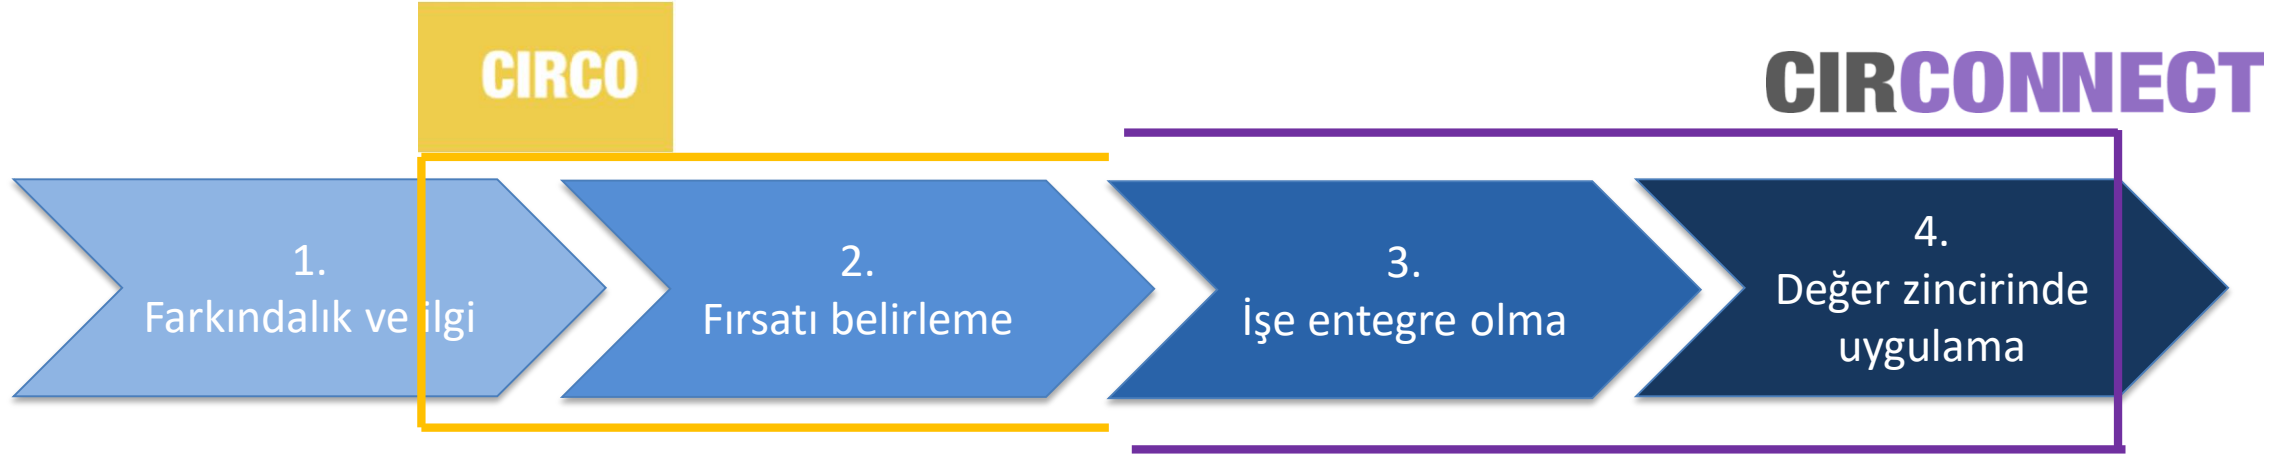 CIRCO
CIRCONNECT
1.
Farkındalık ve ilgi
2.
Fırsatı belirleme
3.
İşe entegre olma
4.
Değer zincirinde
uygulama